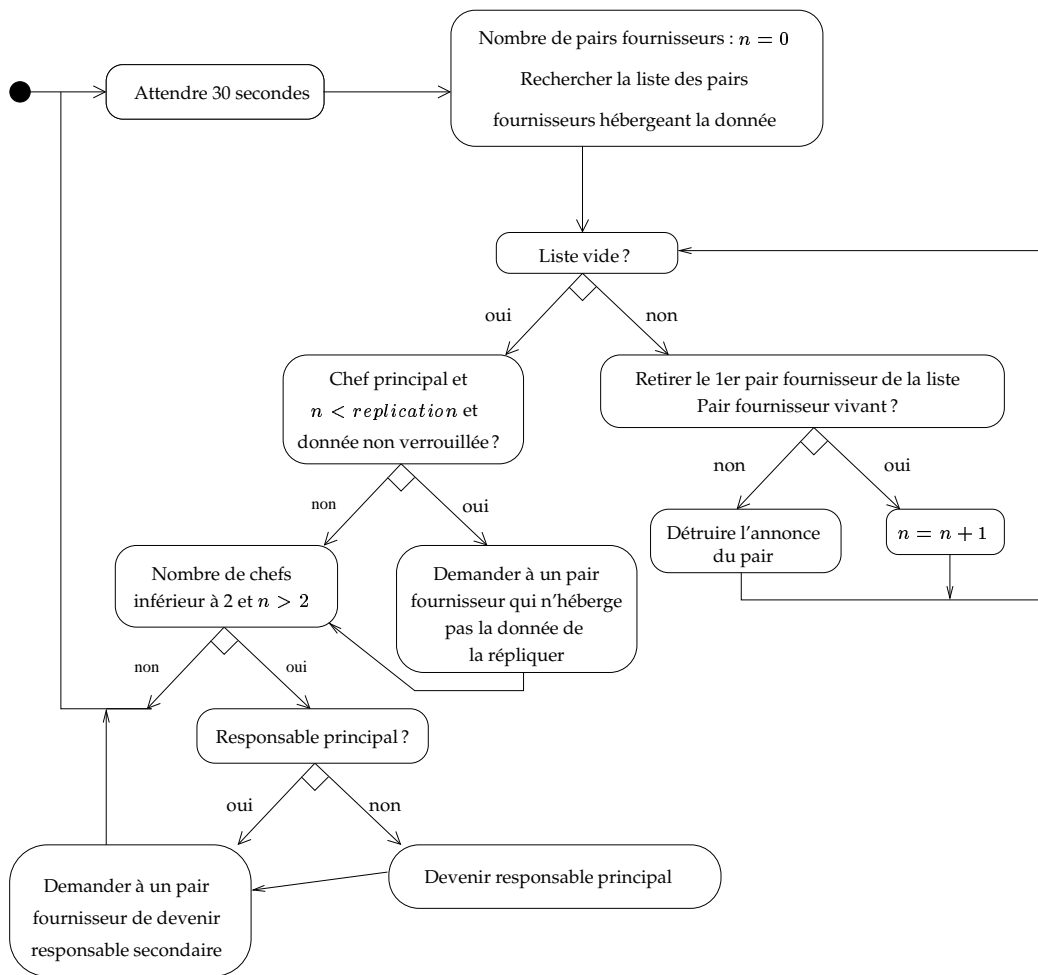 Nombre de pairs fournisseurs : n = 0
Rechercher la liste des pairs
fournisseurs hébergeant la donnée
Attendre 30 secondes
Liste vide ?
oui
non
Chef principal et
n < replication et
donnée non verrouillée ?
Retirer le 1er pair fournisseur de la liste
Pair fournisseur vivant ?
non
oui
non
oui
Détruire l'annonce
du pair
n = n + 1
Nombre de chefs
inférieur à 2 et n > 2
Demander à un pair
fournisseur qui n'héberge
pas la donnée de
la répliquer
non
oui
Responsable principal ?
oui
non
Demander à un pair
fournisseur de devenir
responsable secondaire
Devenir responsable principal